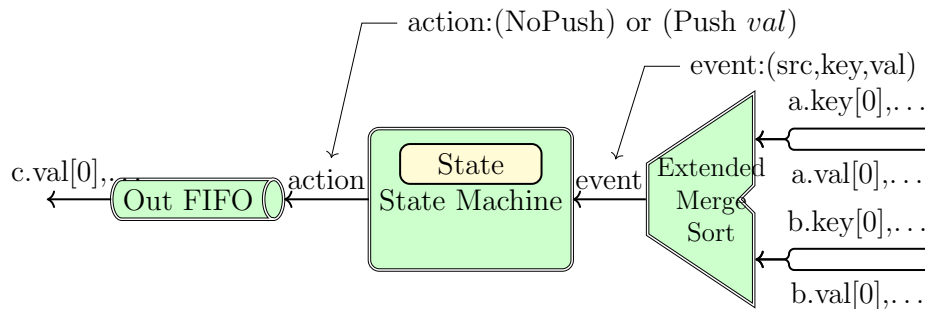 action:(NoPush) or (Push val)
event:(src,key,val)
a.key[0],...
a.val[0],...
b.key[0],...
b.val[0],...
Extended
Merge
Sort
event
State
State Machine
action
Out FIFO
c.val[0],...